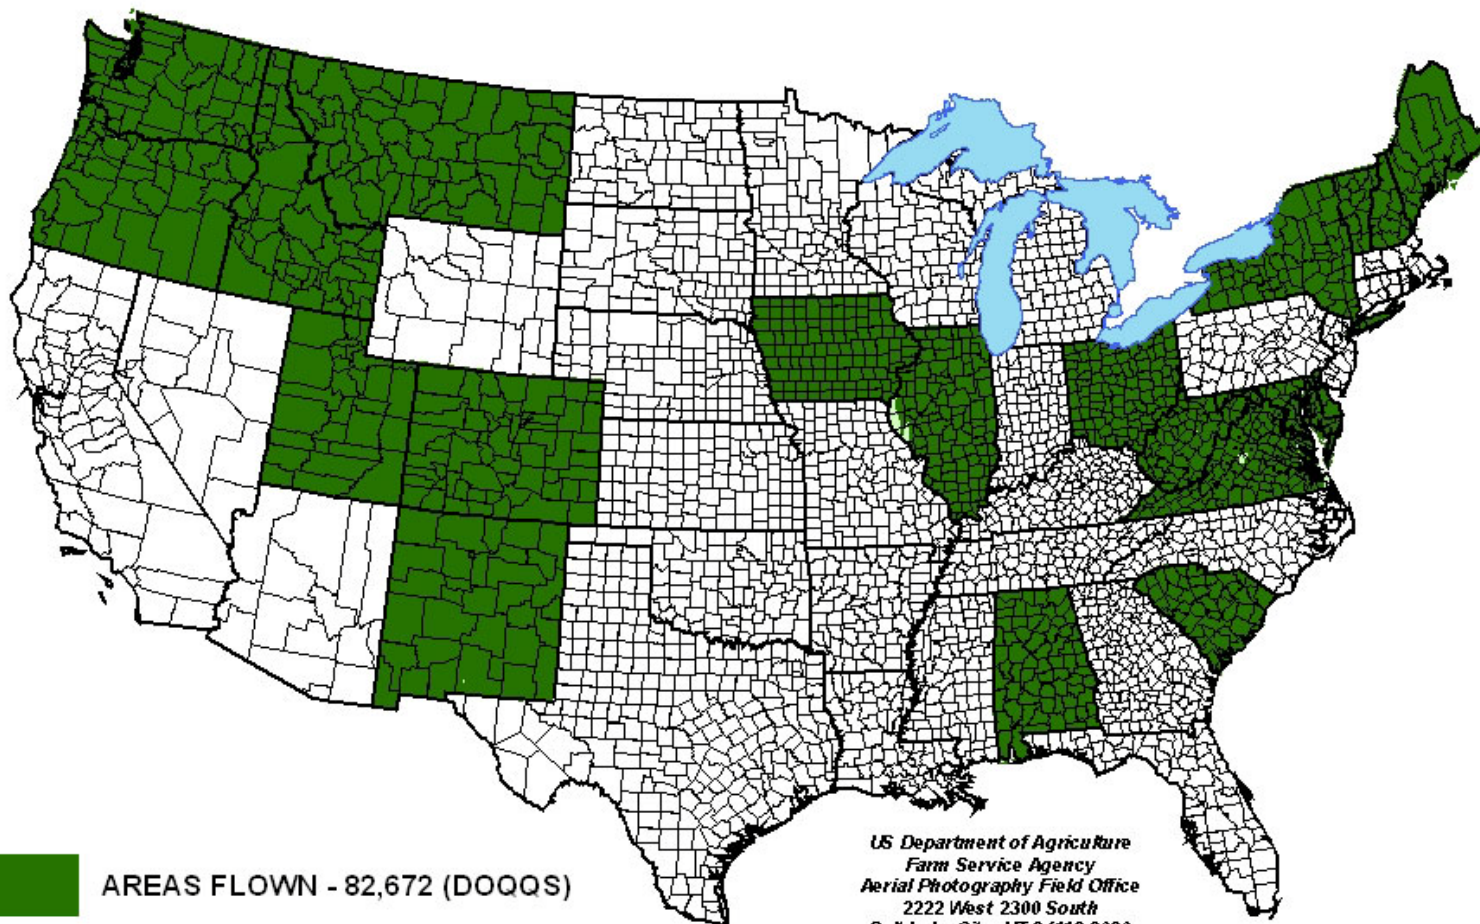 AREAS FLOWN - 82,672 (DOQQS)
US Department of Agriculture
Farm Service Agency
Aerial Photography Field Office
2222 West 2300 South